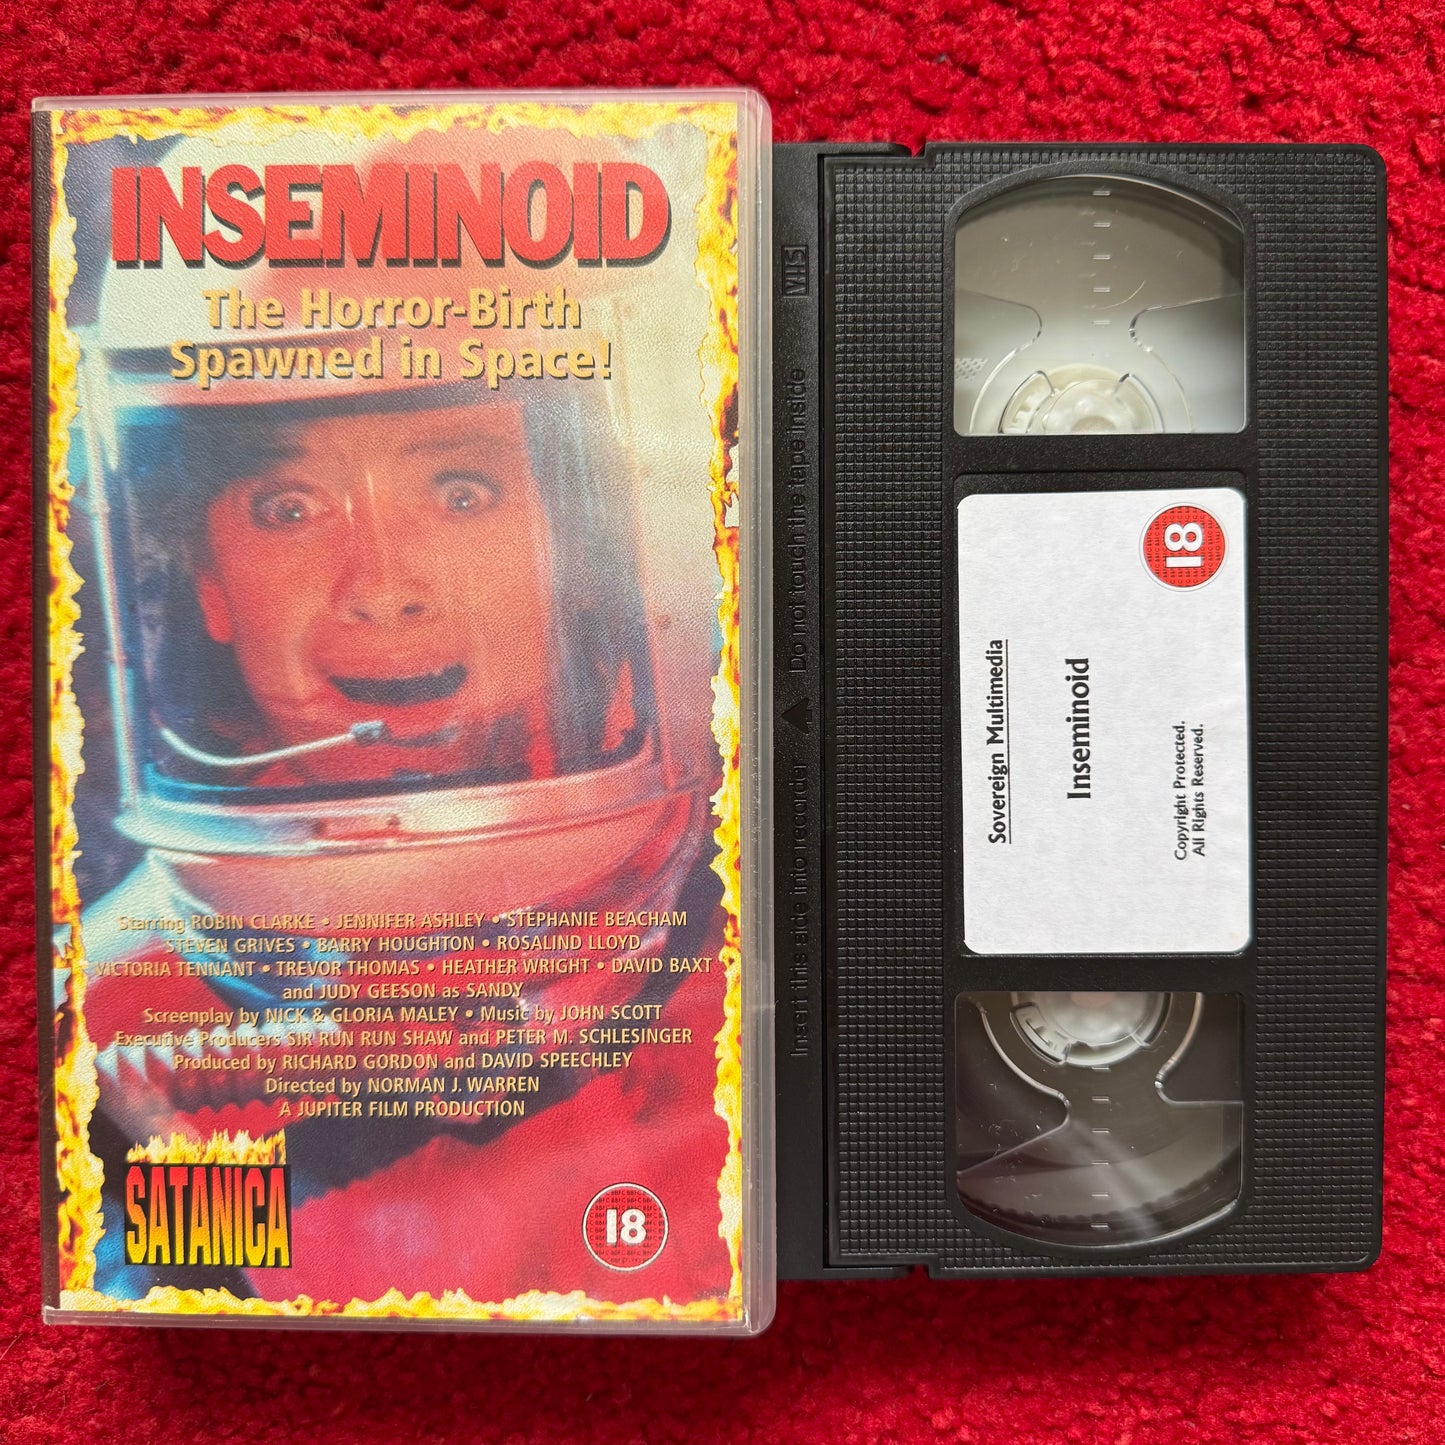 INSEMINOID
The Horror-Birth
Spawned in Space!
Starring ROBIN CLARKE • JENNIFER ASHLEY • STEPHANIE BEACHAM
STEVEN GRIVES • BARRY HOUGHTON • ROSALIND LLOYD
VICTORIA TENNANT • TREVOR THOMAS • HEATHER WRIGHT • DAVID BAXT
and JUDY GEESON as SANDY
Screenplay by NICK & GLORIA MALEY • Music by JOHN SCOTT
Executive Producers SIR RUN RUN SHAW and PETER M. SCHLESINGER
Produced by RICHARD GORDON and DAVID SPEECHLEY
Directed by NORMAN J. WARREN
A JUPITER FILM PRODUCTION
SATANICA
18
VHS
Insert this side into recorder Do not touch the tape inside
18
Sovereign Multimedia
Inseminoid
Copyright Protected.
All Rights Reserved.